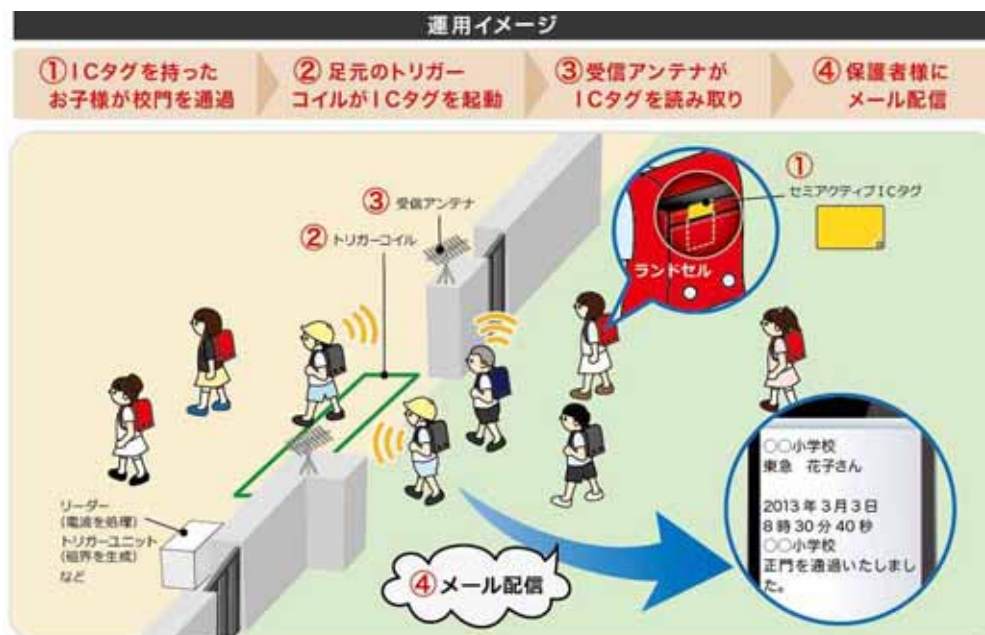 運用イメージ
①ICタグを持った
お子様が校門を通過
②足元のトリガー
コイルがICタグを起動
③受信アンテナが
ICタグを読み取り
④保護者様に
メール配信
①
セミアクティブICタグ
③受信アンテナ
②トリガーコイル
ランドセル
○○小学校
東急 花子さん
2013年3月3日
8時30分40秒
○○小学校
正門を通過いたしまし
た。
リーダー
(電波を処理)
トリガーユニット
(磁界を生成)
など
④メール配信